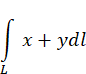 ∫ x + ydl
L